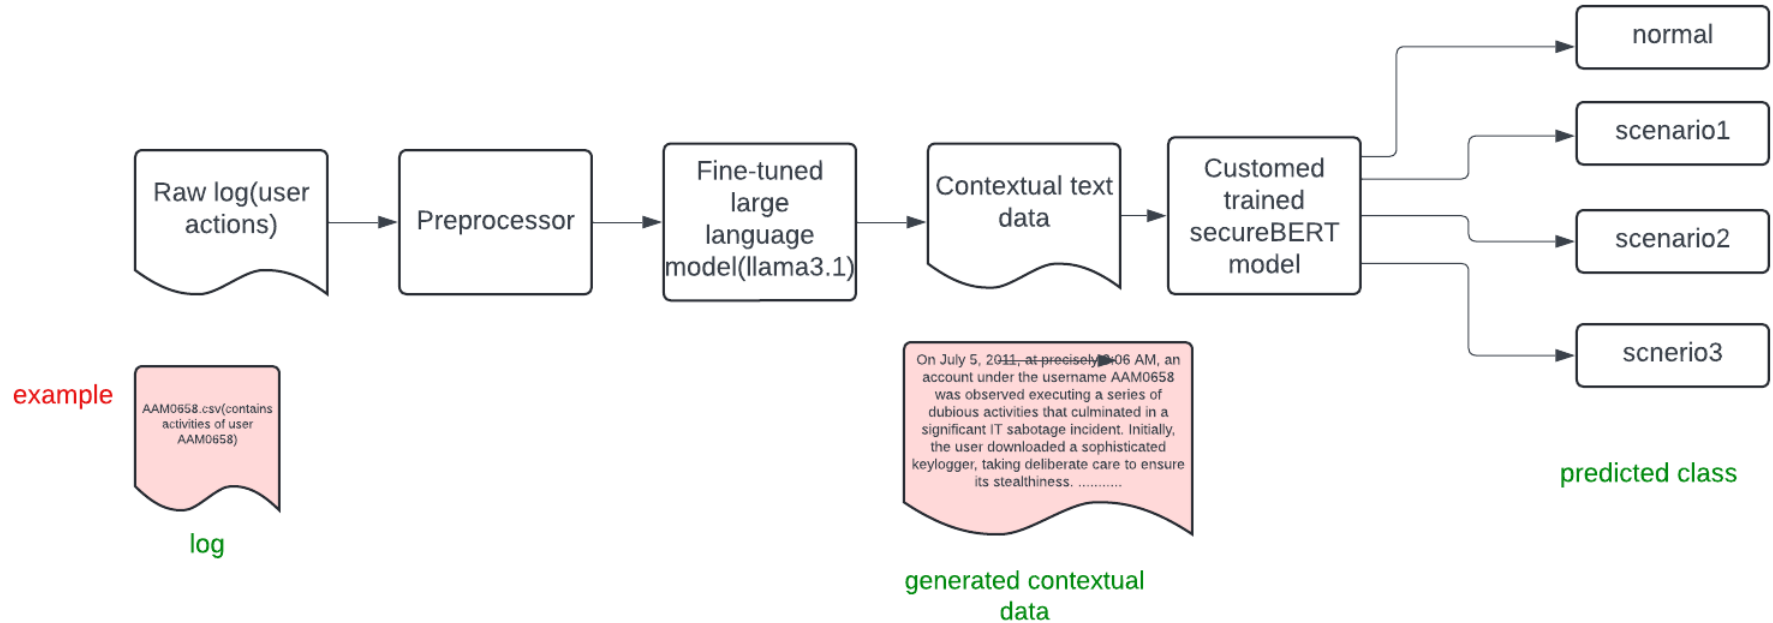 Raw log(user
actions)
Preprocessor
Fine-tuned
large
language
model(llama3.1)
Contextual text
data
Customed
trained
secureBERT
model
normal
scenario1
scenario2
scnerio3
example
AAM0658.csv(contains
activities of user
AAM0658)
log
On July 5, 2011, at precisely :06 AM, an
account under the username AAM0658
was observed executing a series of
dubious activities that culminated in a
significant IT sabotage incident. Initially,
the user downloaded a sophisticated
keylogger, taking deliberate care to ensure
its stealthiness. ...........
generated contextual
data
predicted class